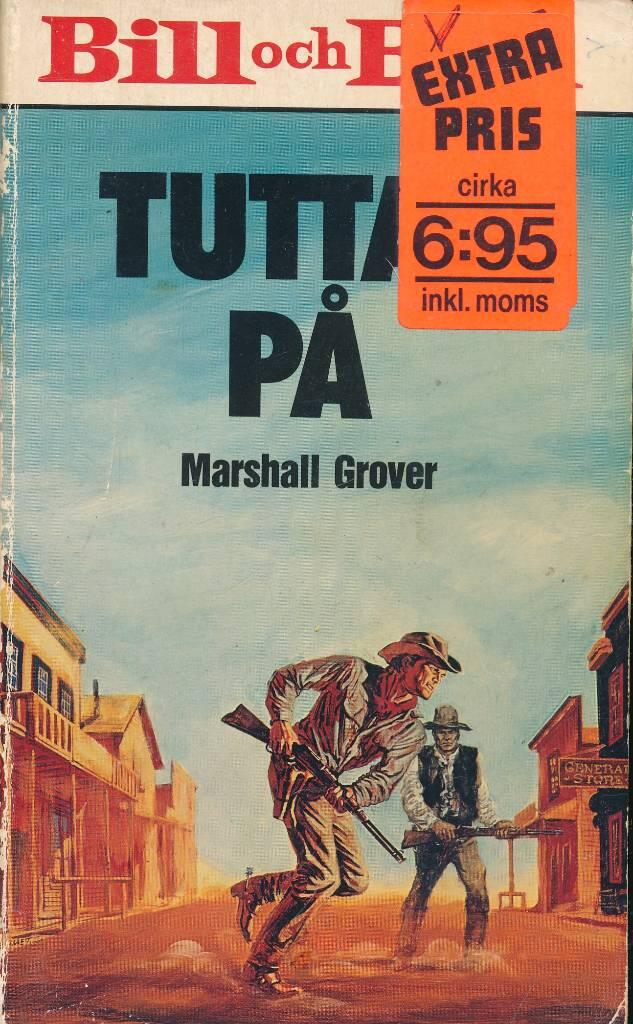 Bill och B
EXTRA
PRIS
cirka
6:95
inkl. moms
TUTTA
PÅ
Marshall Grover
GENERAL
STORE